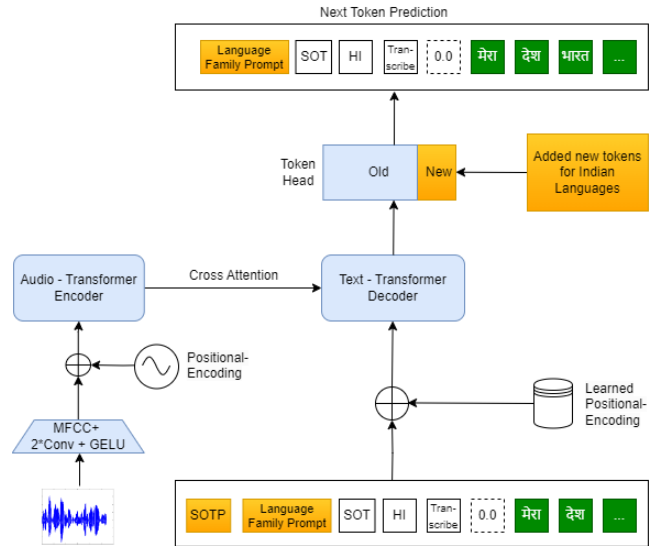 Next Token Prediction
Language
Family Prompt
SOT
HI
Tran-
scribe
0.0
मेरा
देश
भारत
...
Token
Head
Old
New
Added new tokens
for Indian
Languages
Audio - Transformer
Encoder
Cross Attention
Text - Transformer
Decoder
Positional-
Encoding
Learned
Positional-
Encoding
MFCC+
2*Conv + GELU
SOTP
Language
Family Prompt
SOT
HI
Tran-
scribe
0.0
मेरा
देश
...